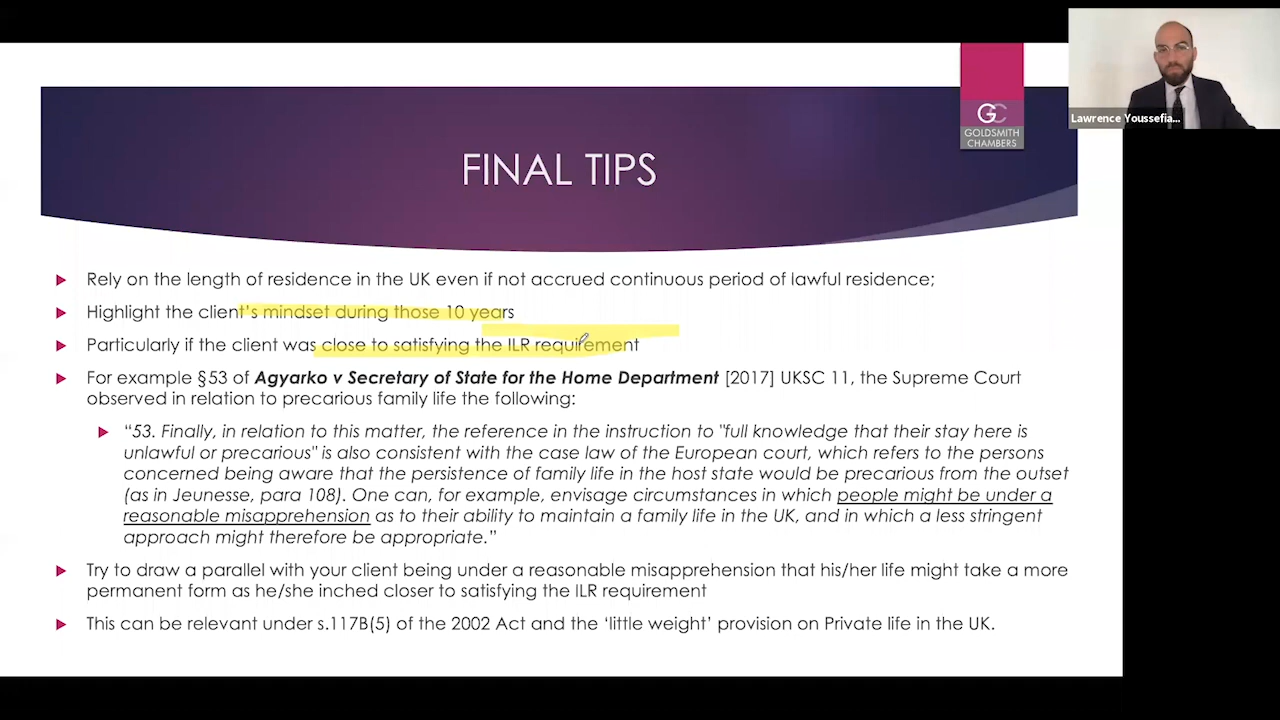 Lawrence Youssefia...
GC
GOLDSMITH
CHAMBERS
FINAL TIPS
Rely on the length of residence in the UK even if not accrued continuous period of lawful residence;
Highlight the client's mindset during those 10 years
Particularly if the client was close to satisfying the ILR requirement
For example §53 of Agyarko v Secretary of State for the Home Department [2017] UKSC 11, the Supreme Court
observed in relation to precarious family life the following:
"53. Finally, in relation to this matter, the reference in the instruction to "full knowledge that their stay here is
unlawful or precarious" is also consistent with the case law of the European court, which refers to the persons
concerned being aware that the persistence of family life in the host state would be precarious from the outset
(as in Jeunesse, para 108). One can, for example, envisage circumstances in which people might be under a
reasonable misapprehension as to their ability to maintain a family life in the UK, and in which a less stringent
approach might therefore be appropriate."
Try to draw a parallel with your client being under a reasonable misapprehension that his/her life might take a more
permanent form as he/she inched closer to satisfying the ILR requirement
This can be relevant under s.117B(5) of the 2002 Act and the 'little weight' provision on Private life in the UK.